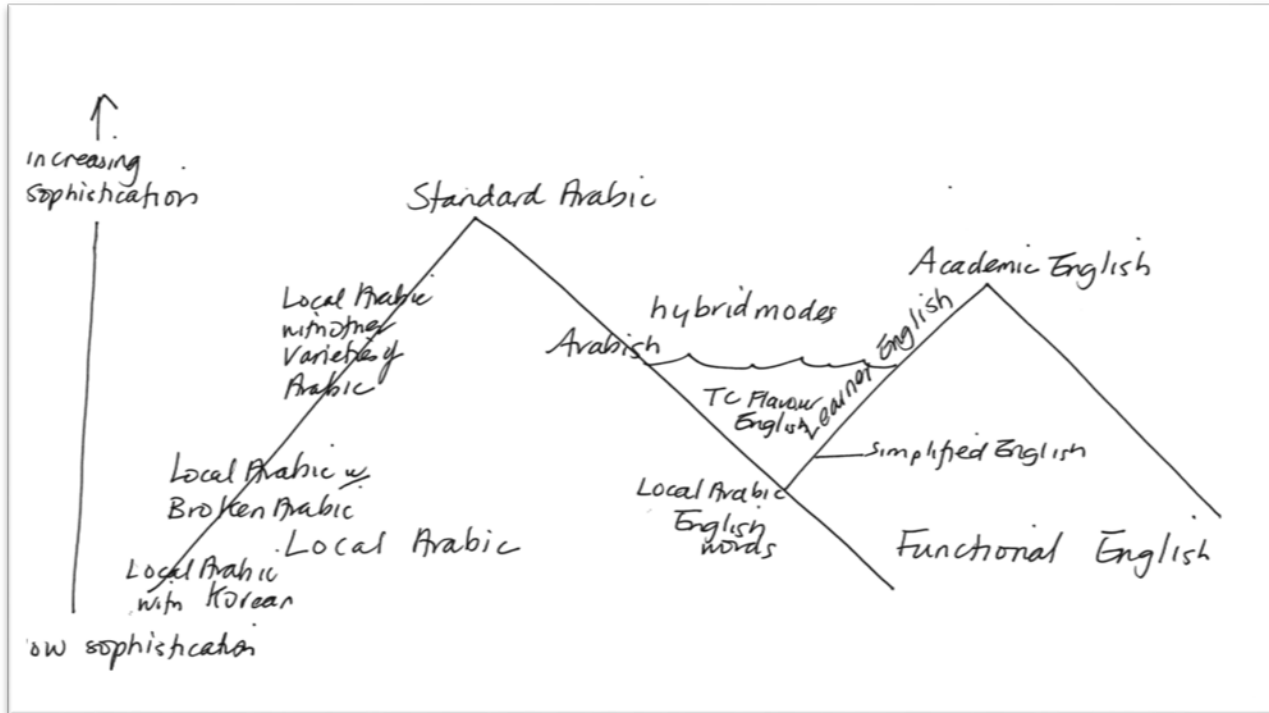 increasing
sophistication
Standard Arabic
Academic English
Local Arabic
with other
Varieties of
Arabic
hybrid modes
Arabish
TC Flavour
English
Learner English
simplified English
Local Arabic w
Broken Arabic
Local Arabic
English
words
Local Arabic
Functional English
Local Arabic
with Korean
ow sophistication